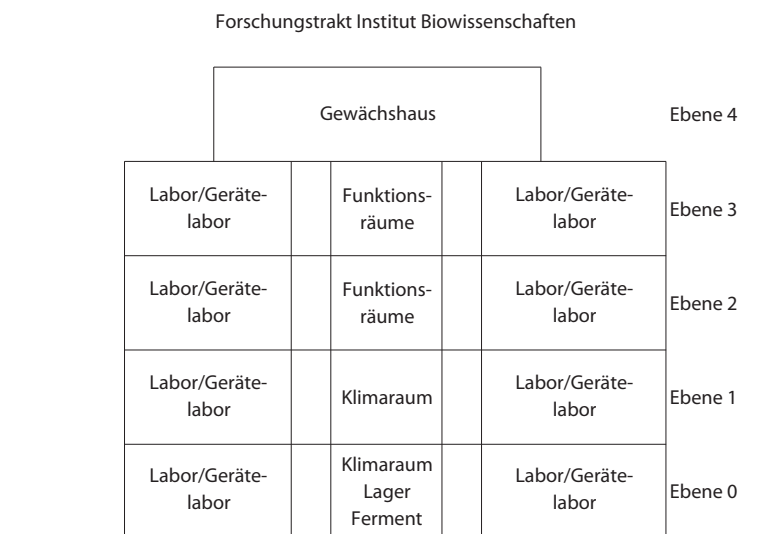 Forschungstrakt Institut Biowissenschaften
Gewächshaus
Ebene 4
Labor/Geräte-
labor
Funktions-
räume
Labor/Geräte-
labor
Ebene 3
Labor/Geräte-
labor
Funktions-
räume
Labor/Geräte-
labor
Ebene 2
Labor/Geräte-
labor
Klimaraum
Labor/Geräte-
labor
Ebene 1
Labor/Geräte-
labor
Klimaraum
Lager
Ferment
Labor/Geräte-
labor
Ebene 0